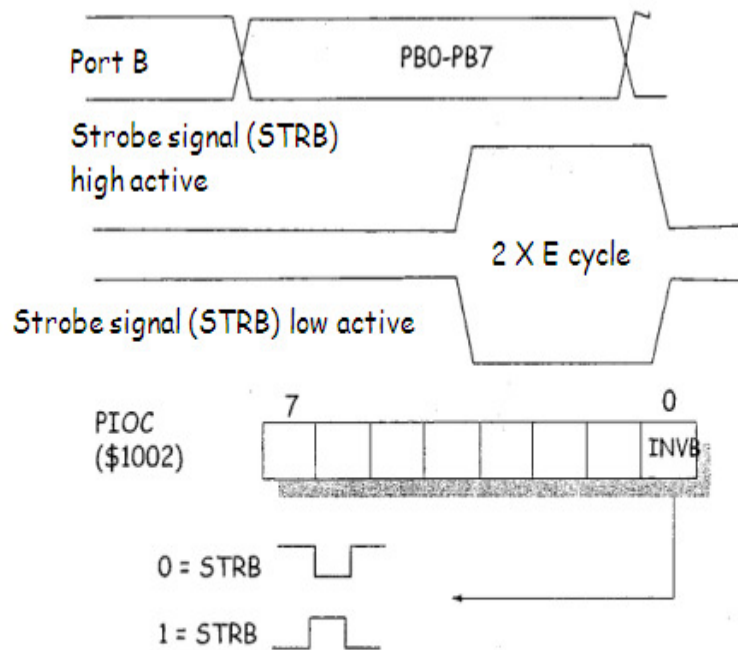 Port B
PB0-PB7
Strobe signal (STRB)
high active
2 X E cycle
Strobe signal (STRB) low active
7 0
PIOC
($1002)
INVB
0 = STRB
1 = STRB